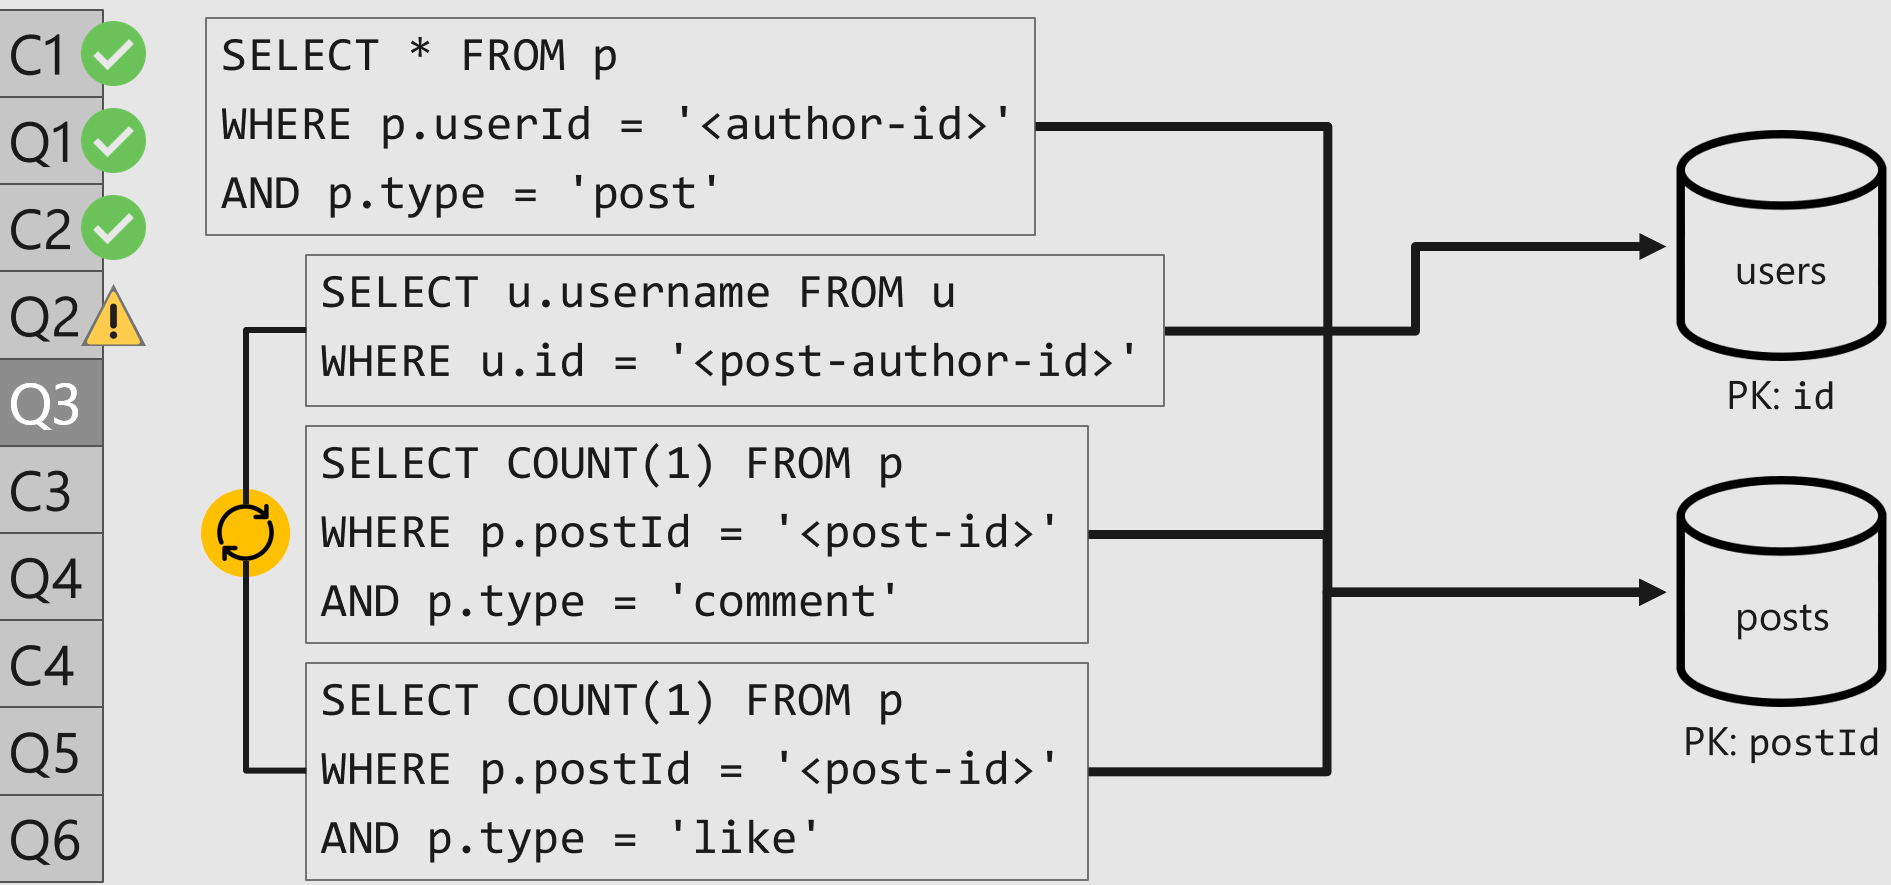 C1
Q1
C2
Q2
Q3
C3
Q4
C4
Q5
Q6
SELECT * FROM p
WHERE p.userId = '<author-id>'
AND p.type = 'post'
SELECT u.username FROM u
WHERE u.id = '<post-author-id>'
SELECT COUNT(1) FROM p
WHERE p.postId = '<post-id>'
AND p.type = 'comment'
SELECT COUNT(1) FROM p
WHERE p.postId = '<post-id>'
AND p.type = 'like'
users
PK: id
posts
PK: postId